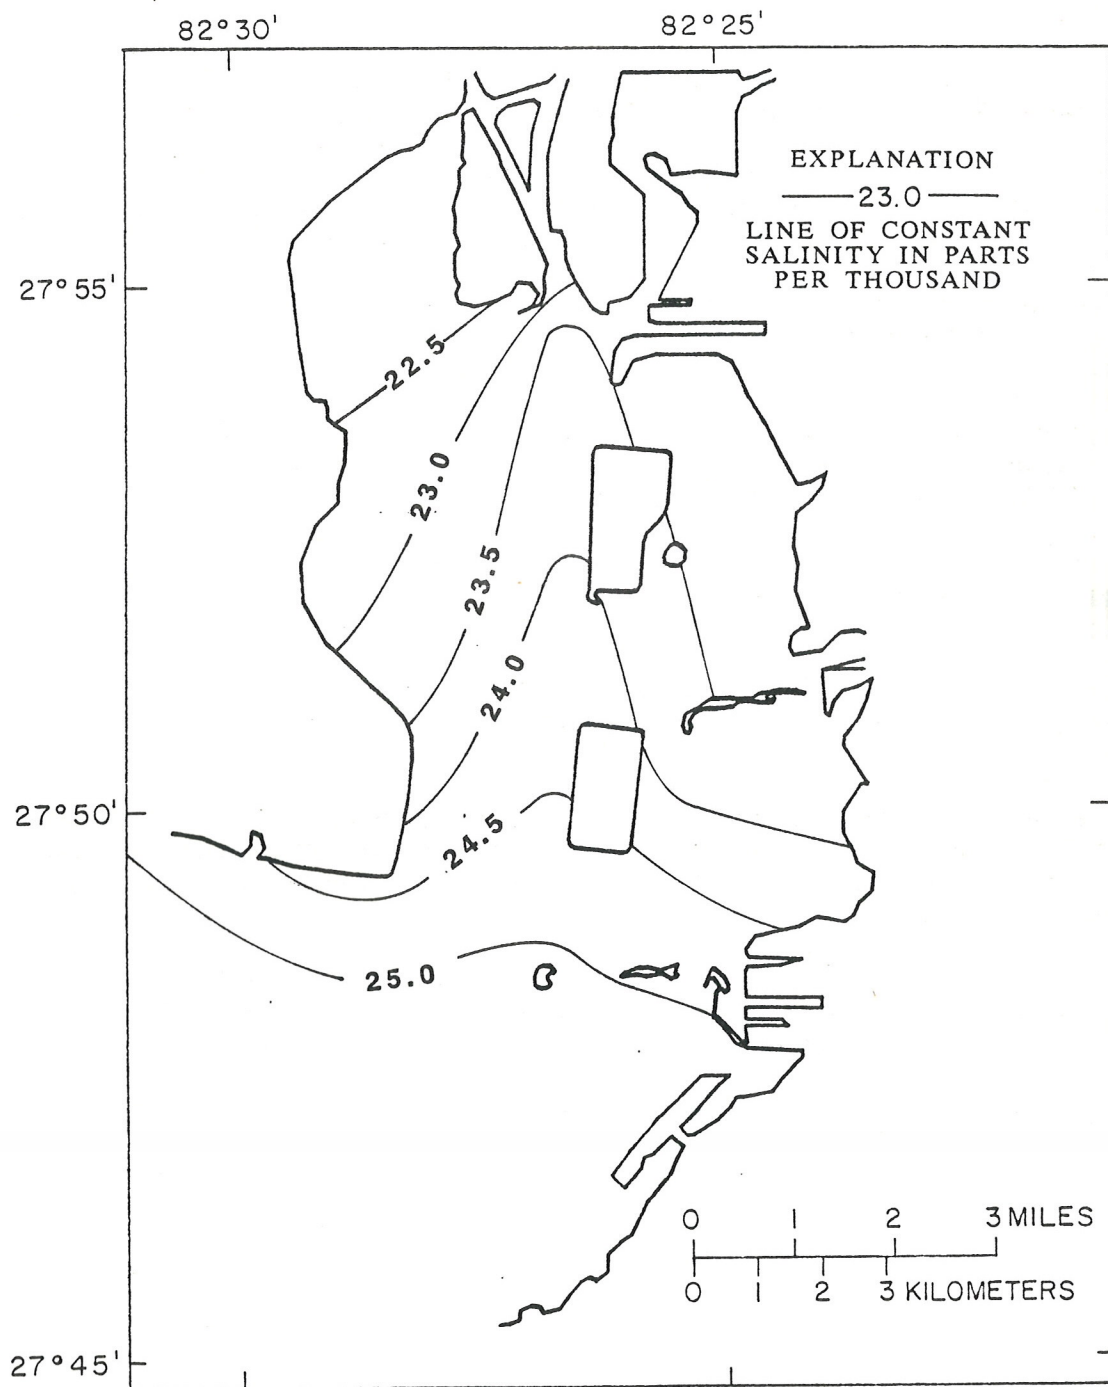 82°30'
82°25'
EXPLANATION
23.0
LINE OF CONSTANT
SALINITY IN PARTS
PER THOUSAND
27°55'
22.5
23.0
23.5
24.0
27°50'
24.5
25.0
0 1 2 3 MILES
0 1 2 3 KILOMETERS
27°45'